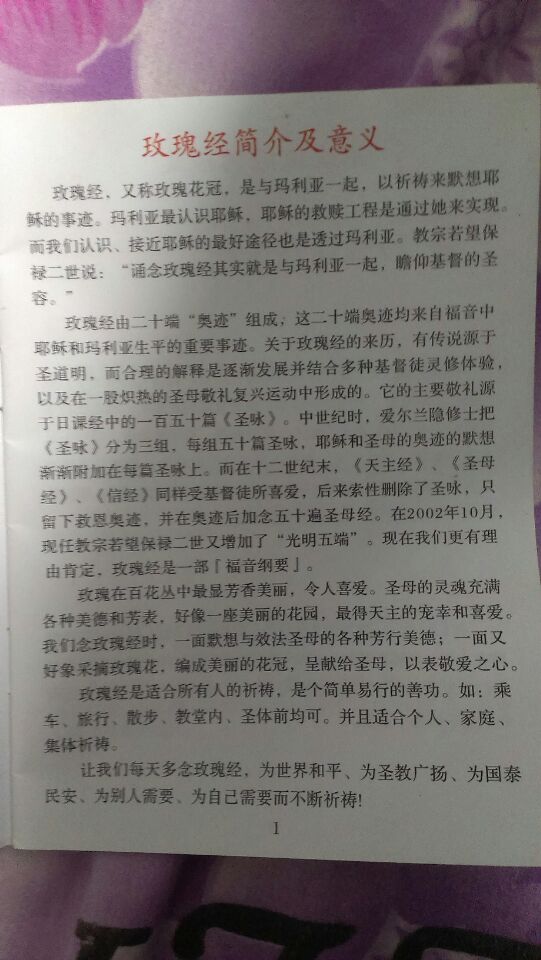 玫瑰经简介及意义
玫瑰经，又称玫瑰花冠，是与玛利亚一起，以祈祷来默想耶
稣的事迹。玛利亚最认识耶稣，耶稣的救赎工程是通过她来实现。
而我们认识、接近耶稣的最好途径也是透过玛利亚。教宗若望保
禄二世说：“诵念玫瑰经其实就是与玛利亚一起，瞻仰基督的圣
容。”
玫瑰经由二十端“奥迹”组成，这二十端奥迹均来自福音中
耶稣和玛利亚生平的重要事迹。关于玫瑰经的来历，有传说源于
圣道明，而合理的解释是逐渐发展并结合多种基督徒灵修体验，
以及在一股炽热的圣母敬礼复兴运动中形成的。它的主要敬礼源
于日课经中的一百五十篇《圣咏》。中世纪时，爱尔兰隐修士把
《圣咏》分为三组，每组五十篇圣咏，耶稣和圣母的奥迹的默想
渐渐附加在每篇圣咏上。而在十二世纪末，《天主经》、《圣母
经》、《信经》同样受基督徒所喜爱，后来索性删除了圣咏，只
留下救恩奥迹，并在奥迹后加念五十遍圣母经。在2002年10月，
现任教宗若望保禄二世又增加了“光明五端”。现在我们更有理
由肯定，玫瑰经是一部『福音纲要』。
玫瑰在百花丛中最显芳香美丽，令人喜爱。圣母的灵魂充满
各种美德和芳表，好像一座美丽的花园，最得天主的宠幸和喜爱。
我们念玫瑰经时，一面默想与效法圣母的各种芳行美德；一面又
好象采摘玫瑰花，编成美丽的花冠，呈献给圣母，以表敬爱之心。
玫瑰经是适合所有人的祈祷，是个简单易行的善功。如：乘
车、旅行、散步、教堂内、圣体前均可。并且适合个人、家庭、
集体祈祷。
让我们每天多念玫瑰经，为世界和平、为圣教广扬、为国泰
民安、为别人需要、为自己需要而不断祈祷!
I